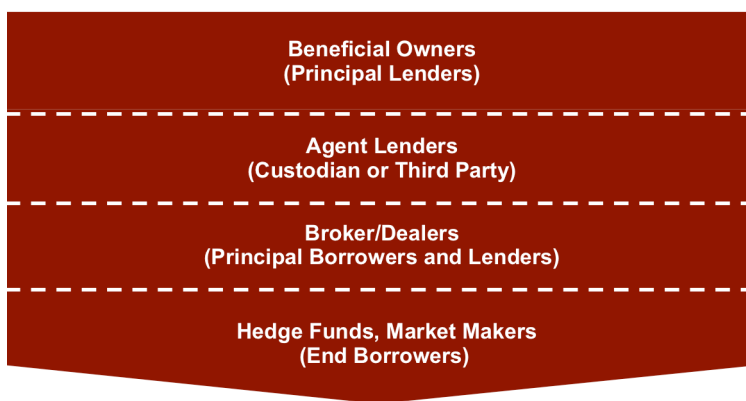 Beneficial Owners
(Principal Lenders)
Agent Lenders
(Custodian or Third Party)
Broker/Dealers
(Principal Borrowers and Lenders)
Hedge Funds, Market Makers
(End Borrowers)